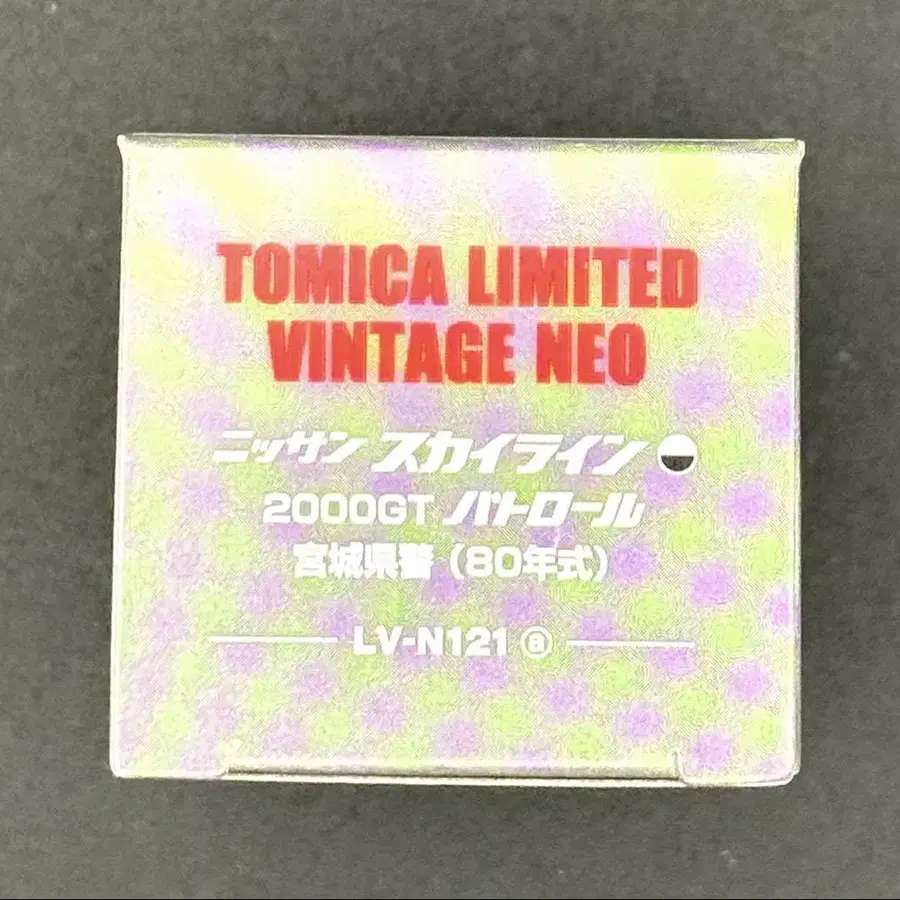 TOMICA LIMITED
VINTAGE NEO
ニッサン スカイライン
2000GT パトロール
宮城県警（80年式）
LV-N121 ⓐ